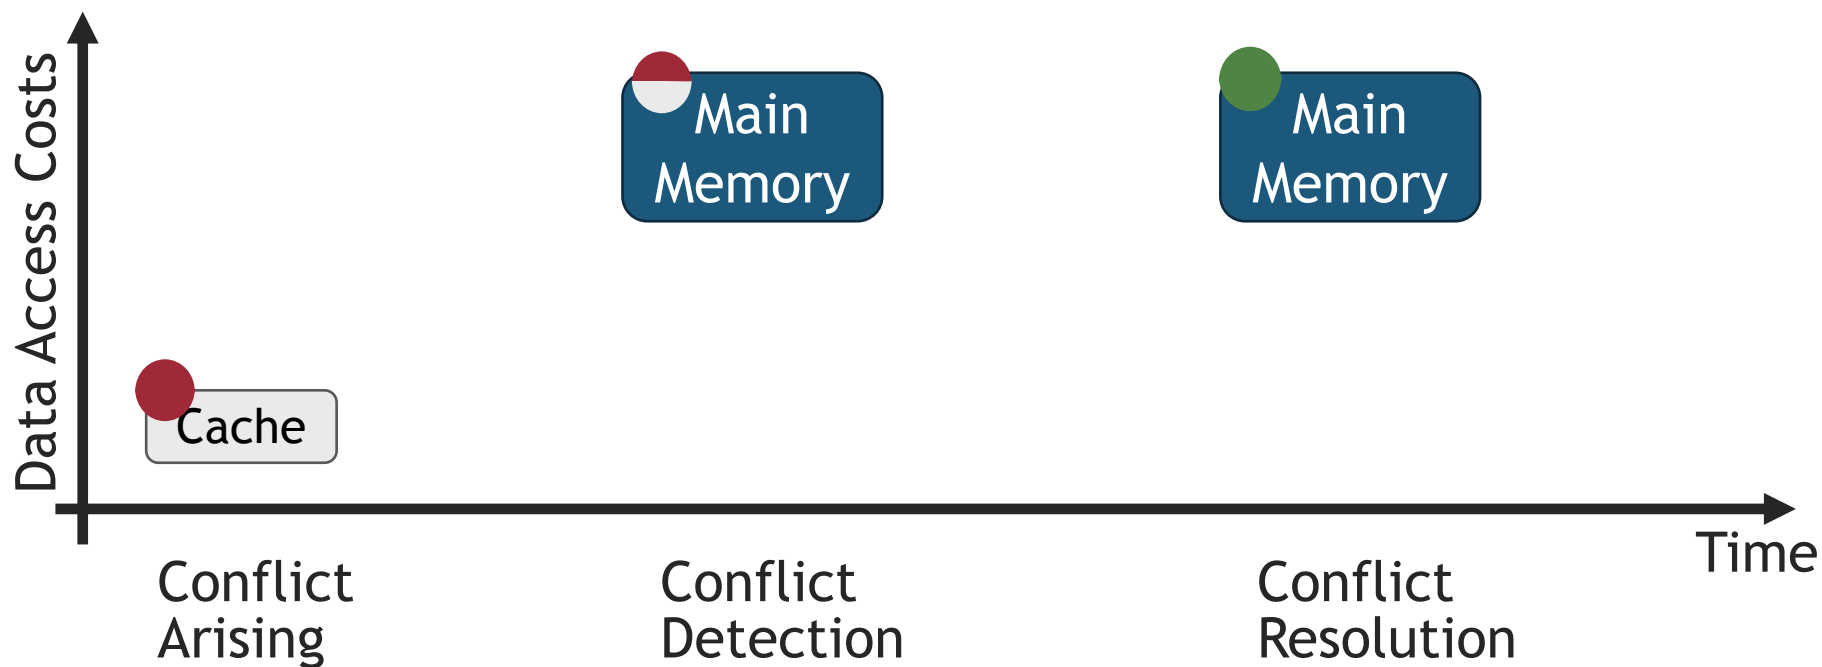 Data Access Costs
Main
Memory
Main
Memory
Cache
Time
Conflict
Arising
Conflict
Detection
Conflict
Resolution